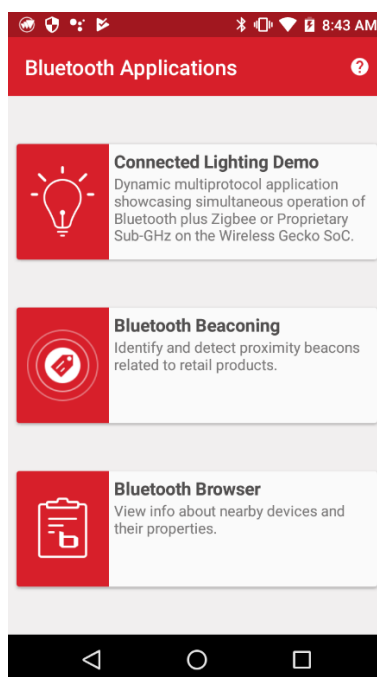 8:43 AM
Bluetooth Applications
Connected Lighting Demo
Dynamic multiprotocol application
showcasing simultaneous operation of
Bluetooth plus Zigbee or Proprietary
Sub-GHz on the Wireless Gecko SoC.
Bluetooth Beaconing
Identify and detect proximity beacons
related to retail products.
Bluetooth Browser
View info about nearby devices and
their properties.